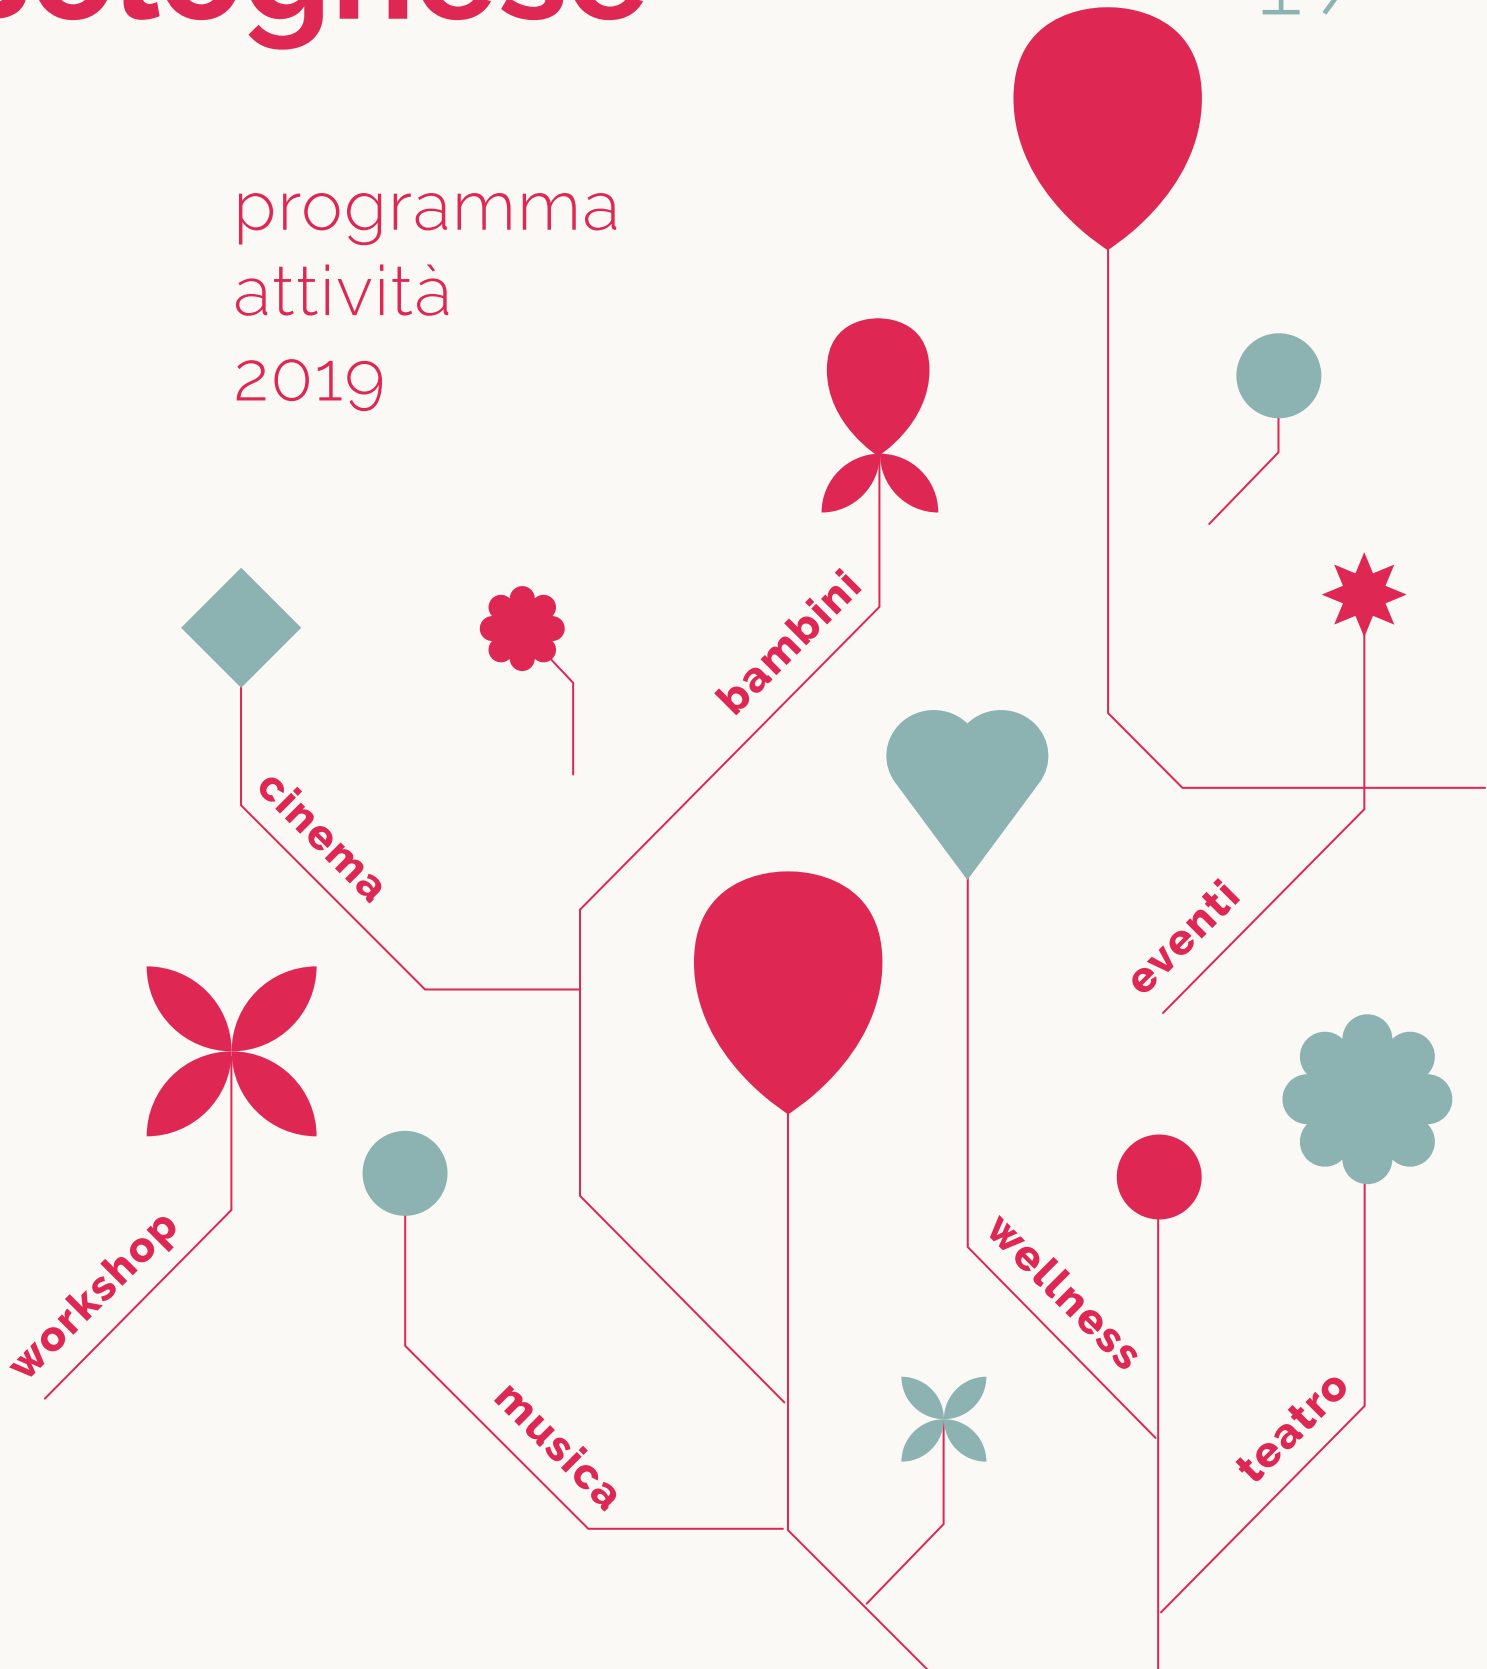 programma
attività
2019
bambini
cinema
eventi
workshop
wellness
musica
teatro